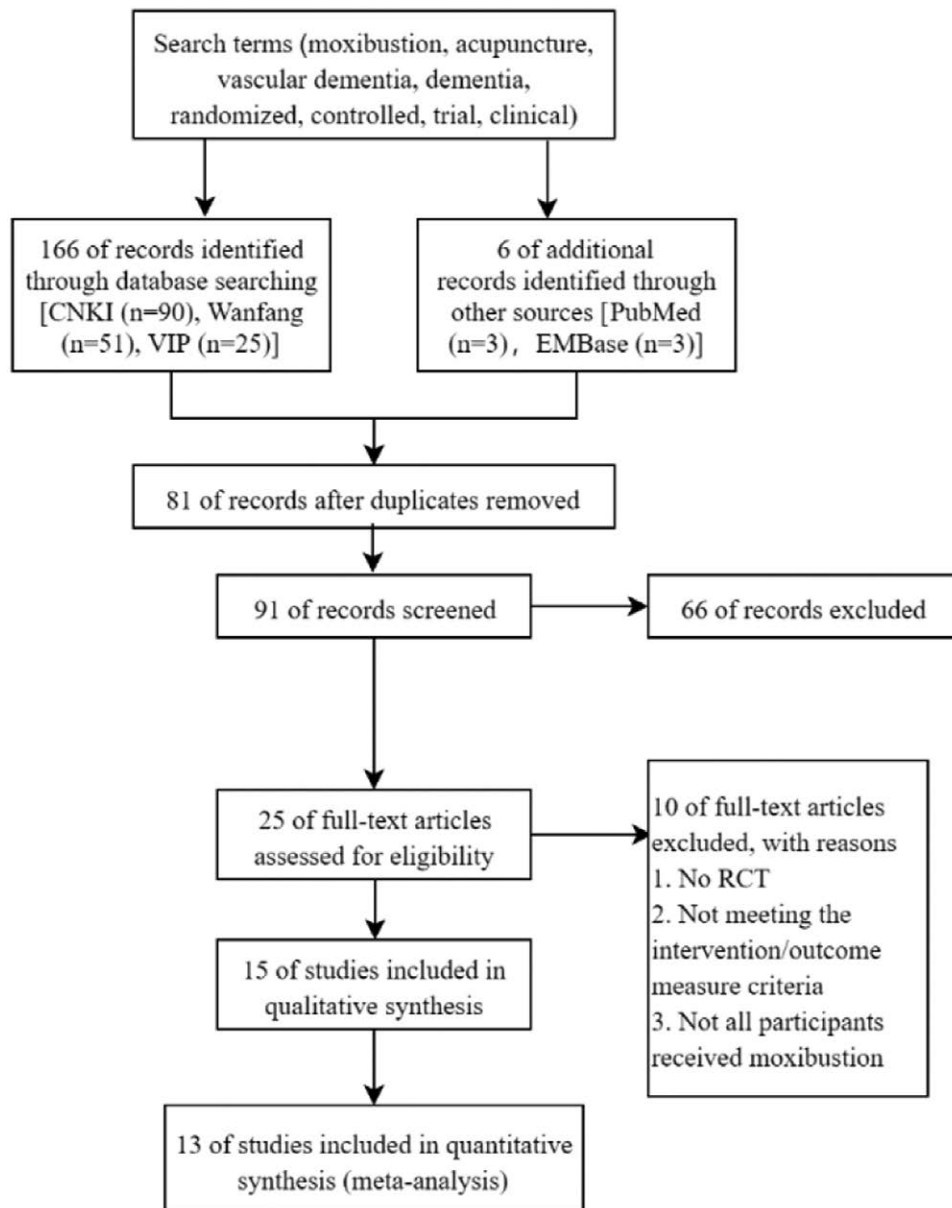 Search terms (moxibustion, acupuncture,
vascular dementia, dementia,
randomized, controlled, trial, clinical)
166 of records identified
through database searching
[CNKI (n=90), Wanfang
(n=51), VIP (n=25)]
6 of additional
records identified through
other sources [PubMed
(n=3), EMBase (n=3)]
81 of records after duplicates removed
91 of records screened
66 of records excluded
25 of full-text articles
assessed for eligibility
10 of full-text articles
excluded, with reasons
1. No RCT
2. Not meeting the
intervention/outcome
measure criteria
3. Not all participants
received moxibustion
15 of studies included in
qualitative synthesis
13 of studies included in quantitative
synthesis (meta-analysis)